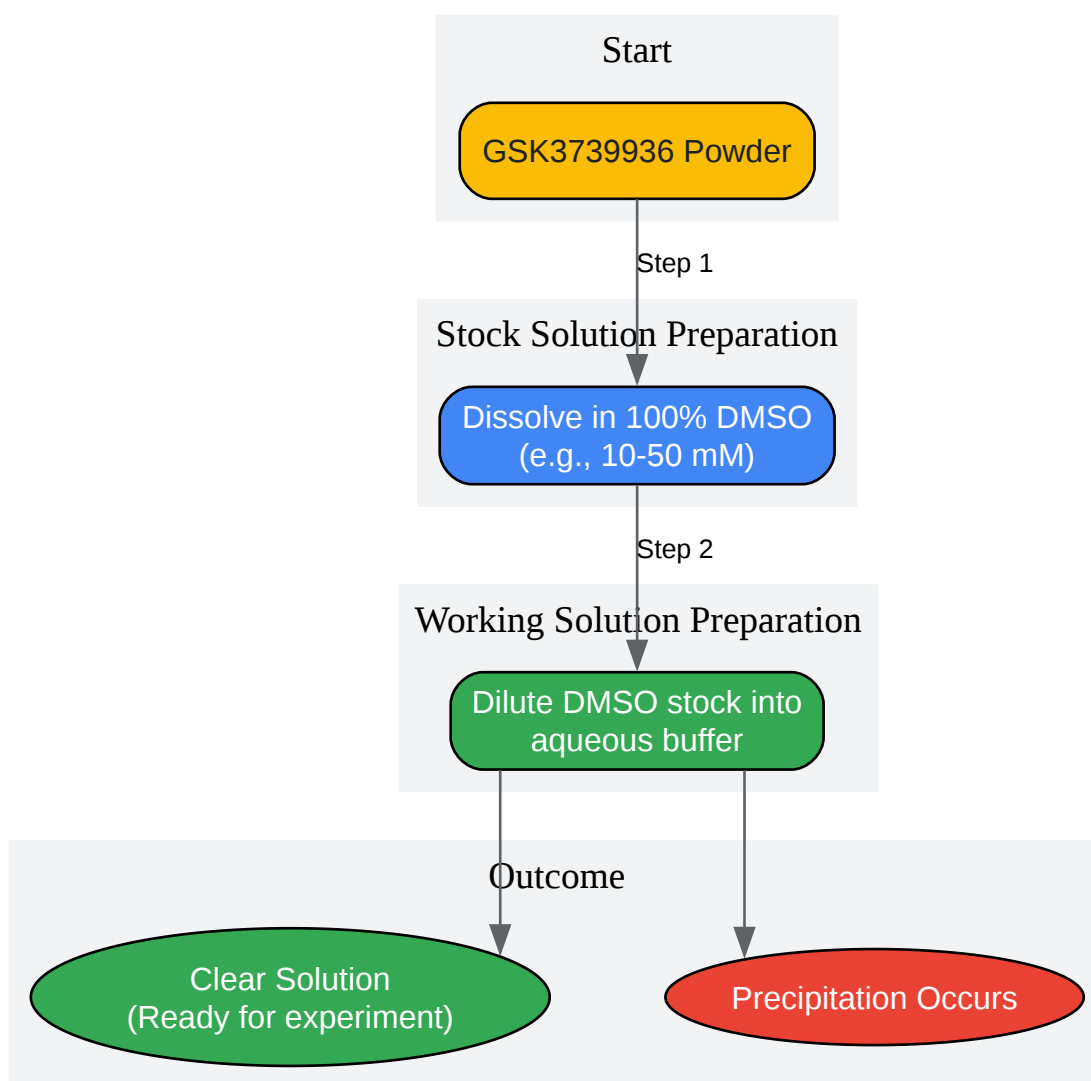 Start
GSK3739936 Powder
Step 1
Stock Solution Preparation
Dissolve in 100% DMSO
(e.g., 10-50 mM)
Step 2
Working Solution Preparation
Dilute DMSO stock into
aqueous buffer
Outcome
Clear Solution
(Ready for experiment)
Precipitation Occurs